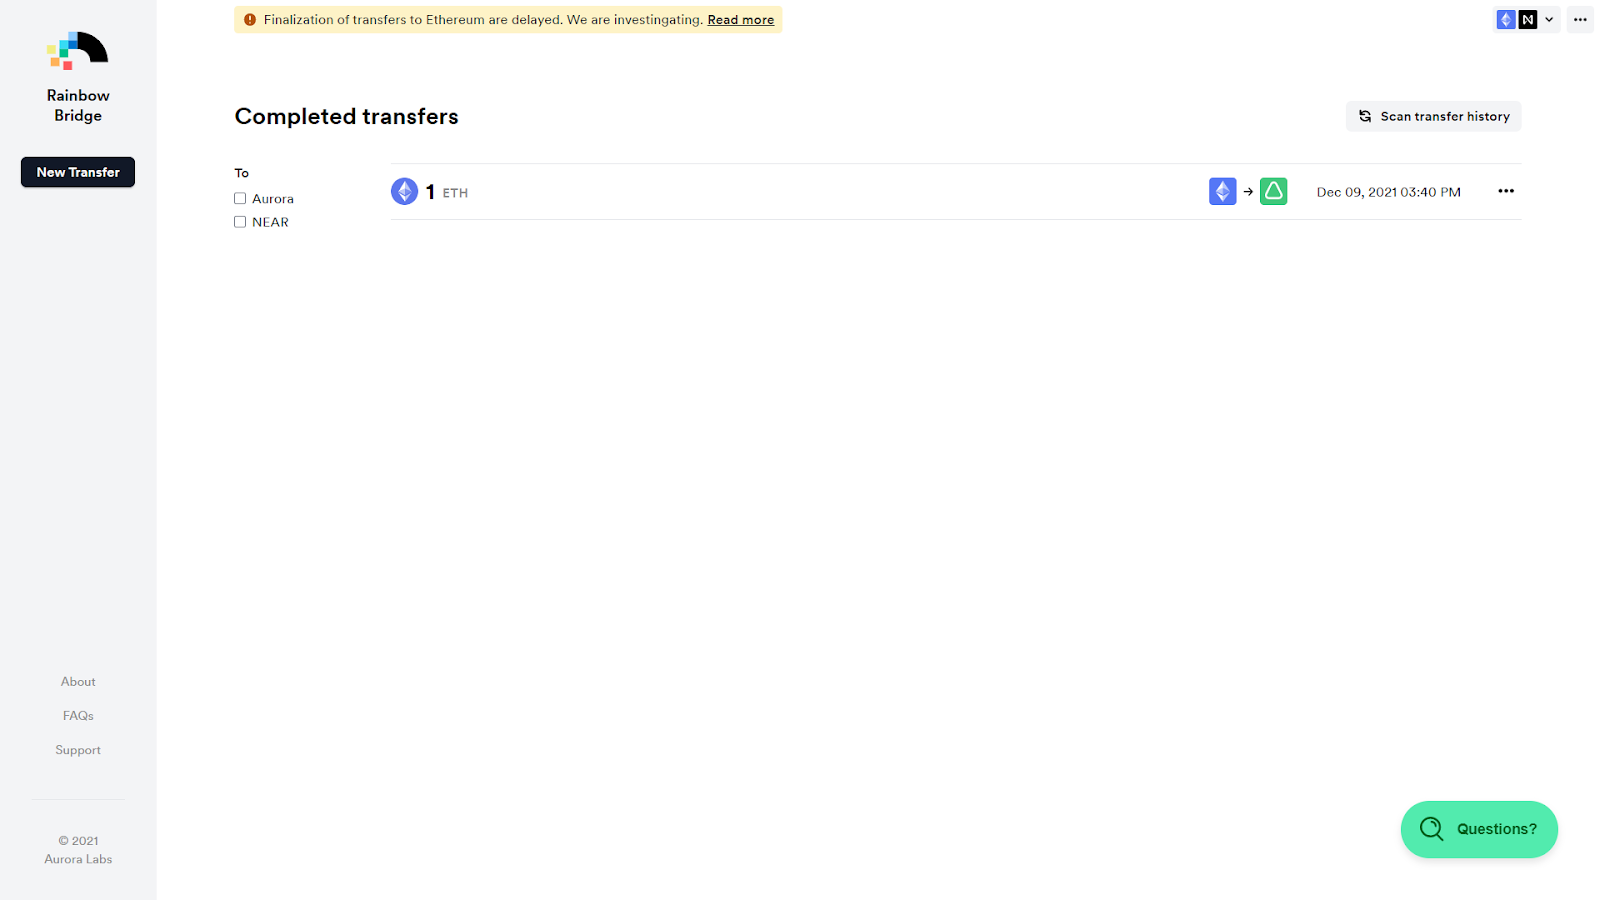 Finalization of transfers to Ethereum are delayed. We are investingating. Read more
Rainbow
Bridge
New Transfer
Completed transfers
Scan transfer history
To
Aurora
NEAR
1 ETH
Dec 09, 2021 03:40 PM
About
FAQs
Support
© 2021
Aurora Labs
Questions?